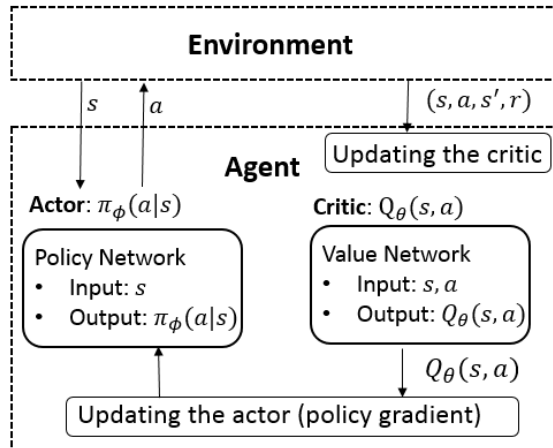 Environment
s
a
(s, a, s′, r)
Updating the critic
Agent
Actor: π_ϕ(a|s)
Critic: Q_θ(s, a)
Policy Network
• Input: s
• Output: π_ϕ(a|s)
Value Network
• Input: s, a
• Output: Q_θ(s, a)
Q_θ(s, a)
Updating the actor (policy gradient)